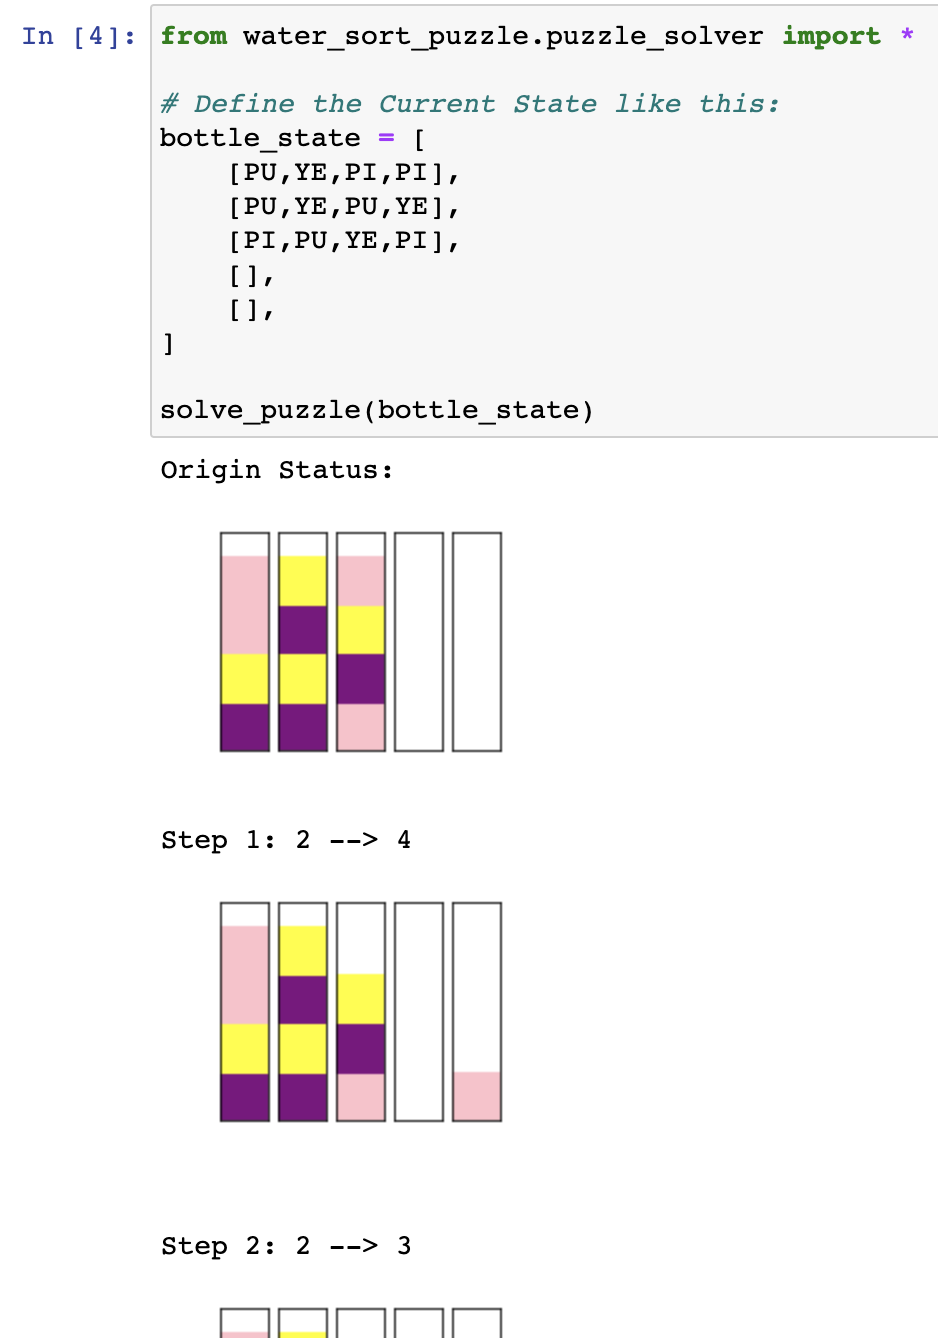 In [4]: from water_sort_puzzle.puzzle_solver import *
# Define the Current State like this:
bottle_state = [
    [PU,YE,PI,PI],
    [PU,YE,PU,YE],
    [PI,PU,YE,PI],
    [],
    [],
]
solve_puzzle(bottle_state)
Origin Status:
Step 1: 2 --> 4
Step 2: 2 --> 3